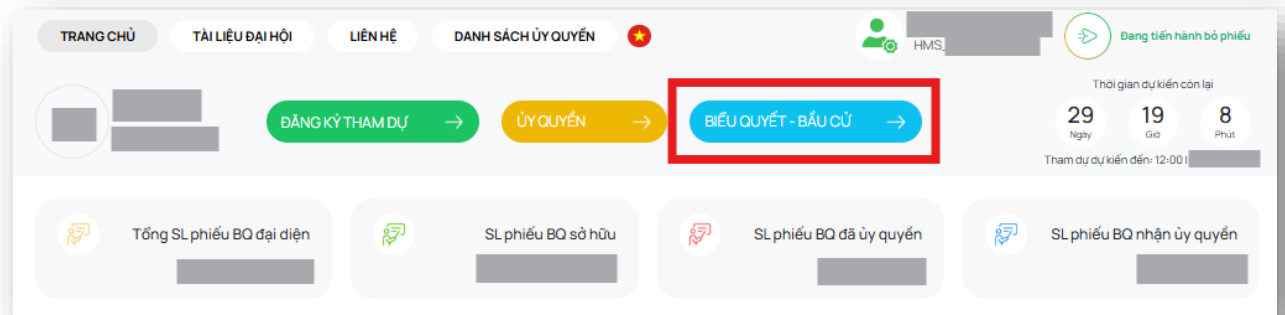 TRANG CHỦ TÀI LIỆU ĐẠI HỘI LIÊN HỆ DANH SÁCH ỦY QUYỀN HMS_ Đang tiến hành bỏ phiếu
Thời gian dự kiến còn lại
ĐĂNG KÝ THAM DỰ → ỦY QUYỀN → BIỂU QUYẾT - BẦU CỬ →
29 19 8
Ngày Giờ Phút
Tham dự dự kiến đến: 12:00 |
Tổng SL phiếu BQ đại diện SL phiếu BQ sở hữu SL phiếu BQ đã ủy quyền SL phiếu BQ nhận ủy quyền